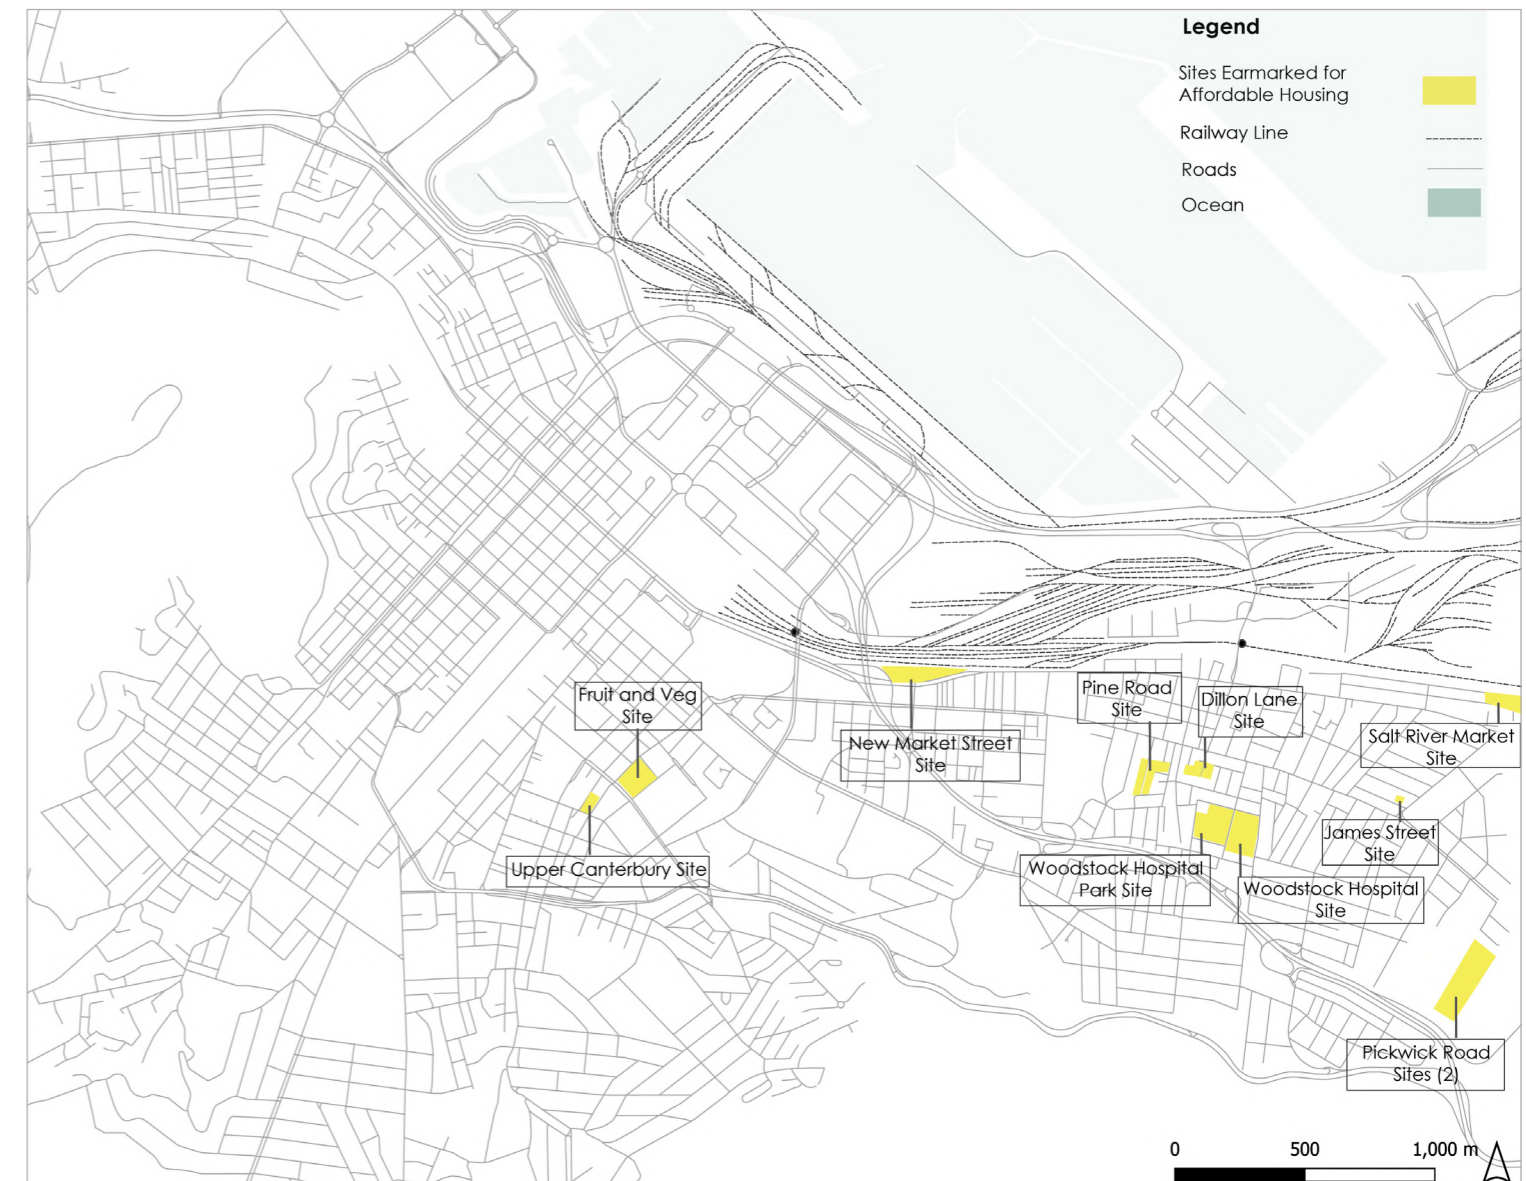 Legend
Sites Earmarked for
Affordable Housing
Railway Line
Roads
Ocean
Fruit and Veg
Site
Pine Road
Site
Dillon Lane
Site
New Market Street
Site
Salt River Market
Site
Upper Canterbury Site
James Street
Site
Woodstock Hospital
Park Site
Woodstock Hospital
Site
Pickwick Road
Sites (2)
0 500 1,000 m